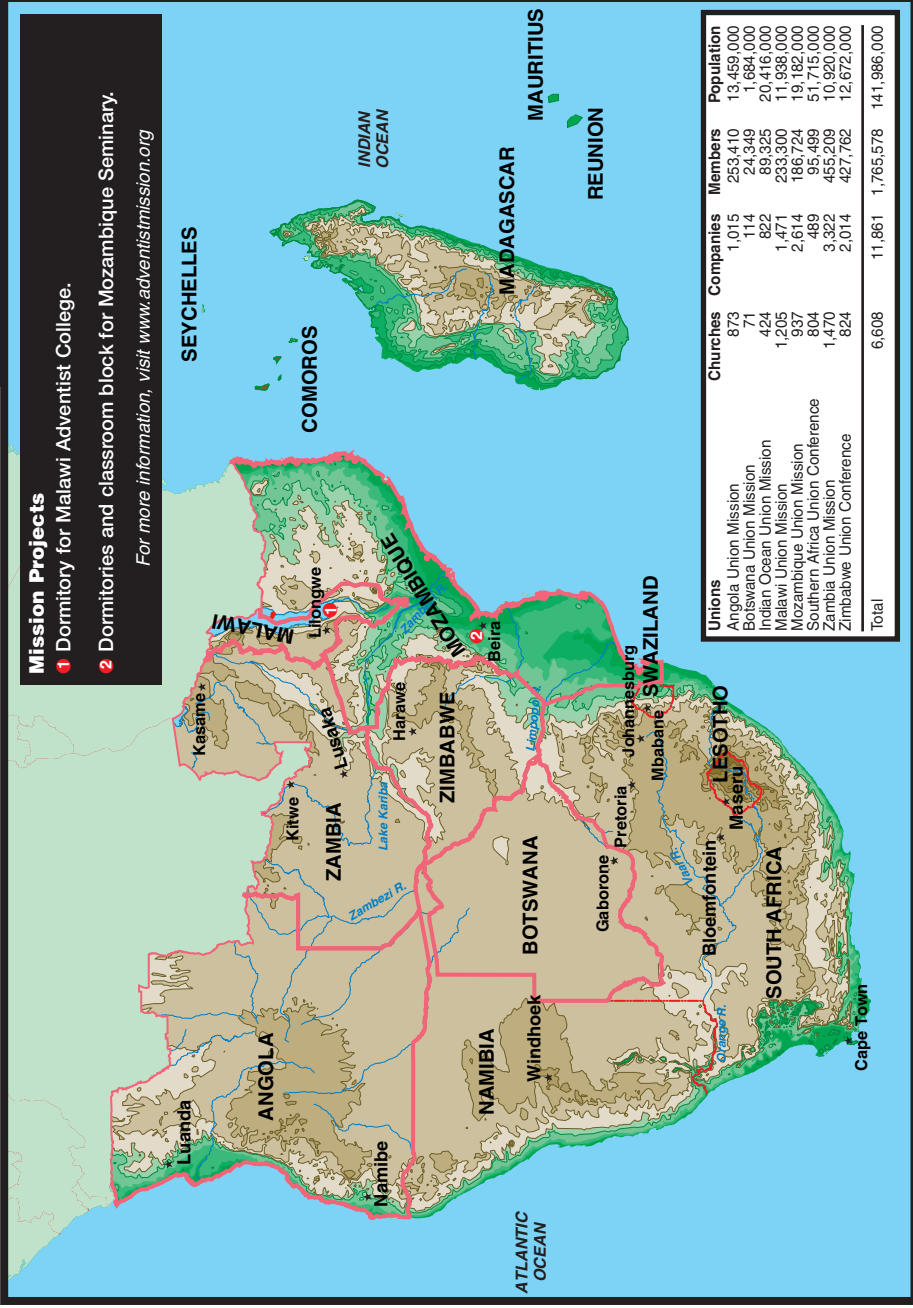 Mission Projects
1 Dormitory for Malawi Adventist College.
2 Dormitories and classroom block for Mozambique Seminary.
For more information, visit www.adventistmission.org
SEYCHELLES
COMOROS
INDIAN
OCEAN
MADAGASCAR
MAURITIUS
REUNION
Kasame
MALAWI
Lilongwe
1
Kitwe
ZAMBIA
Lusaka
Lake Kariba
Zambezi R.
MOZAMBIQUE
Harawe
2
Beira
ZIMBABWE
Limpopo R.
Luanda
ANGOLA
Namibe
NAMIBIA
Windhoek
BOTSWANA
Gaborone
Pretoria
Johannesburg
Mbabane
SWAZILAND
Vaal R.
LESOTHO
Maseru
Bloemfontein
Orange R.
SOUTH AFRICA
Cape Town
ATLANTIC
OCEAN
Unions Churches Companies Members Population
Angola Union Mission 873 1,015 253,410 13,459,000
Botswana Union Mission 71 114 24,349 1,684,000
Indian Ocean Union Mission 424 822 89,325 20,416,000
Malawi Union Mission 1,205 1,471 233,300 11,938,000
Mozambique Union Mission 937 2,614 186,724 19,182,000
Southern Africa Union Conference 804 489 95,499 51,715,000
Zambia Union Mission 1,470 3,322 455,209 10,920,000
Zimbabwe Union Conference 824 2,014 427,762 12,672,000
Total 6,608 11,861 1,765,578 141,986,000